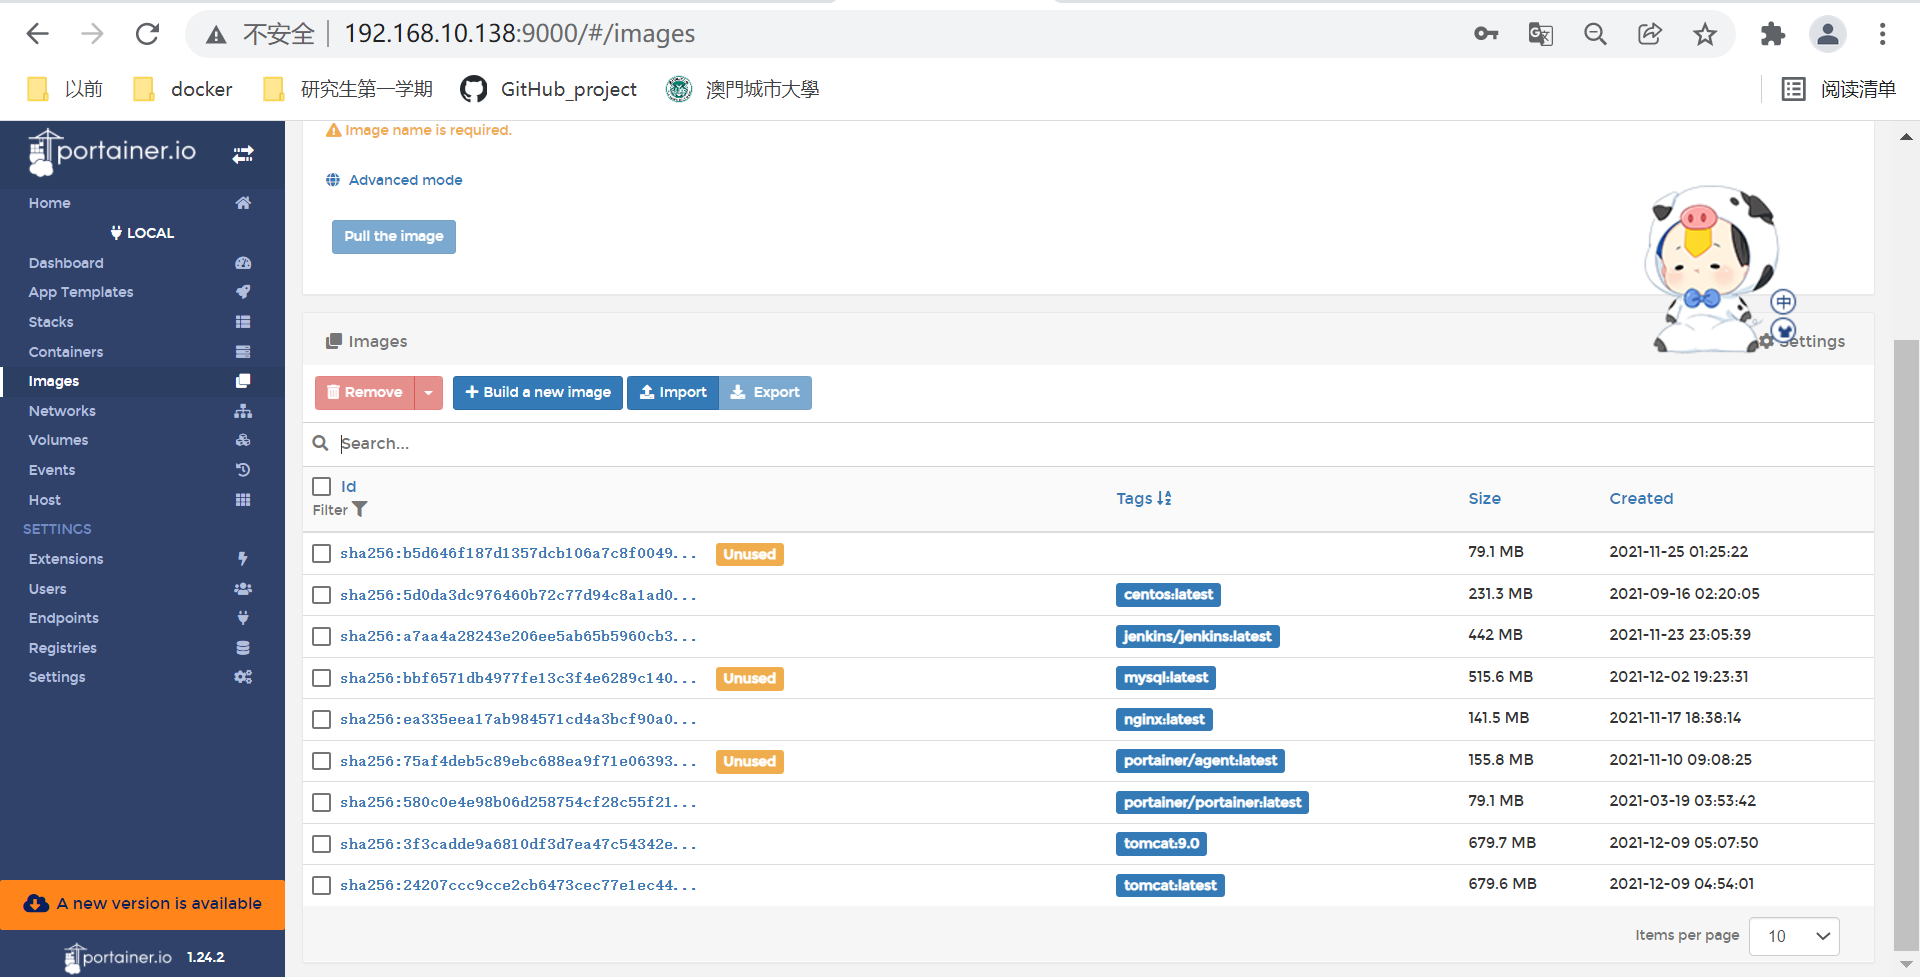 不安全 192.168.10.138:9000/#/images
以前 docker 研究生第一学期 GitHub_project 澳門城市大學 阅读清单
portainer.io
Home
LOCAL
Dashboard
App Templates
Stacks
Containers
Images
Networks
Volumes
Events
Host
SETTINGS
Extensions
Users
Endpoints
Registries
Settings
A new version is available
portainer.io 1.24.2
Image name is required.
Advanced mode
Pull the image
中
Images Settings
Remove Build a new image Import Export
Search...
Id Tags Size Created
Filter
sha256:b5d646f187d1357dcb106a7c8f0049... Unused 79.1 MB 2021-11-25 01:25:22
sha256:5d0da3dc976460b72c77d94c8a1ad0... centos:latest 231.3 MB 2021-09-16 02:20:05
sha256:a7aa4a28243e206ee5ab65b5960cb3... jenkins/jenkins:latest 442 MB 2021-11-23 23:05:39
sha256:bbf6571db4977fe13c3f4e6289c140... Unused mysql:latest 515.6 MB 2021-12-02 19:23:31
sha256:ea335eea17ab984571cd4a3bcf90a0... nginx:latest 141.5 MB 2021-11-17 18:38:14
sha256:75af4deb5c89ebc688ea9f71e06393... Unused portainer/agent:latest 155.8 MB 2021-11-10 09:08:25
sha256:580c0e4e98b06d258754cf28c55f21... portainer/portainer:latest 79.1 MB 2021-03-19 03:53:42
sha256:3f3cadde9a6810df3d7ea47c54342e... tomcat:9.0 679.7 MB 2021-12-09 05:07:50
sha256:24207ccc9cce2cb6473cec77e1ec44... tomcat:latest 679.6 MB 2021-12-09 04:54:01
Items per page 10